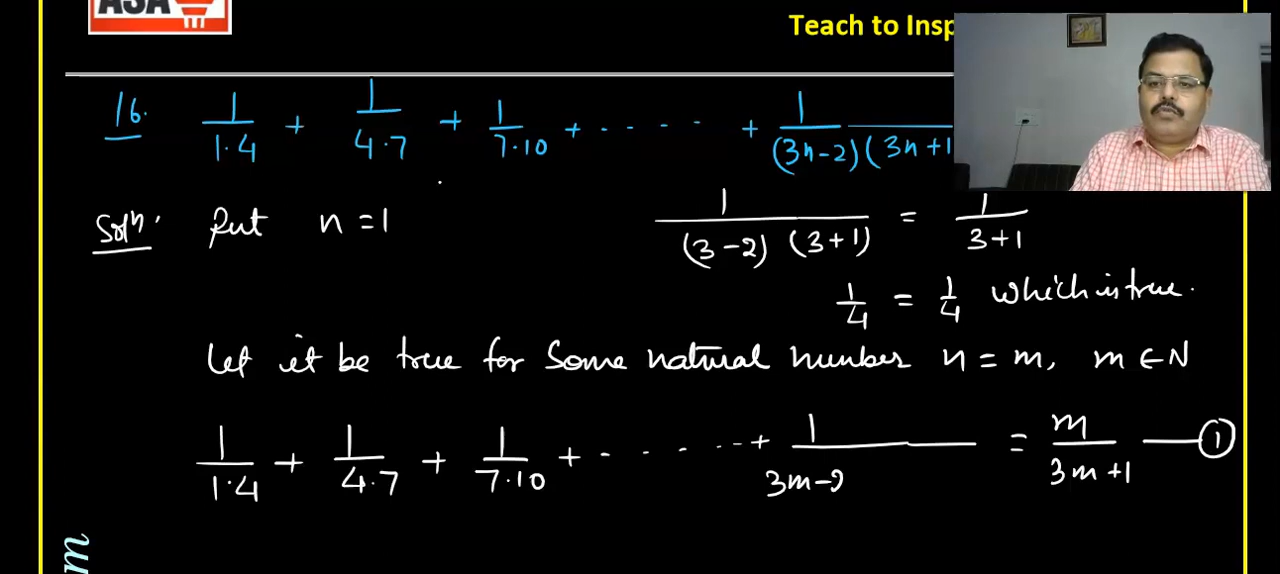 ASA
Teach to Insp
16. 1/1·4 + 1/4·7 + 1/7·10 + ..... + 1/(3n-2)(3n+1
Solⁿ. Put n=1 1/(3-2)(3+1) = 1/3+1
1/4 = 1/4 which is true.
Let it be true for some natural number n=m, m∈N
1/1·4 + 1/4·7 + 1/7·10 + ......+ 1/3m-2 = m/3m+1 —①
m